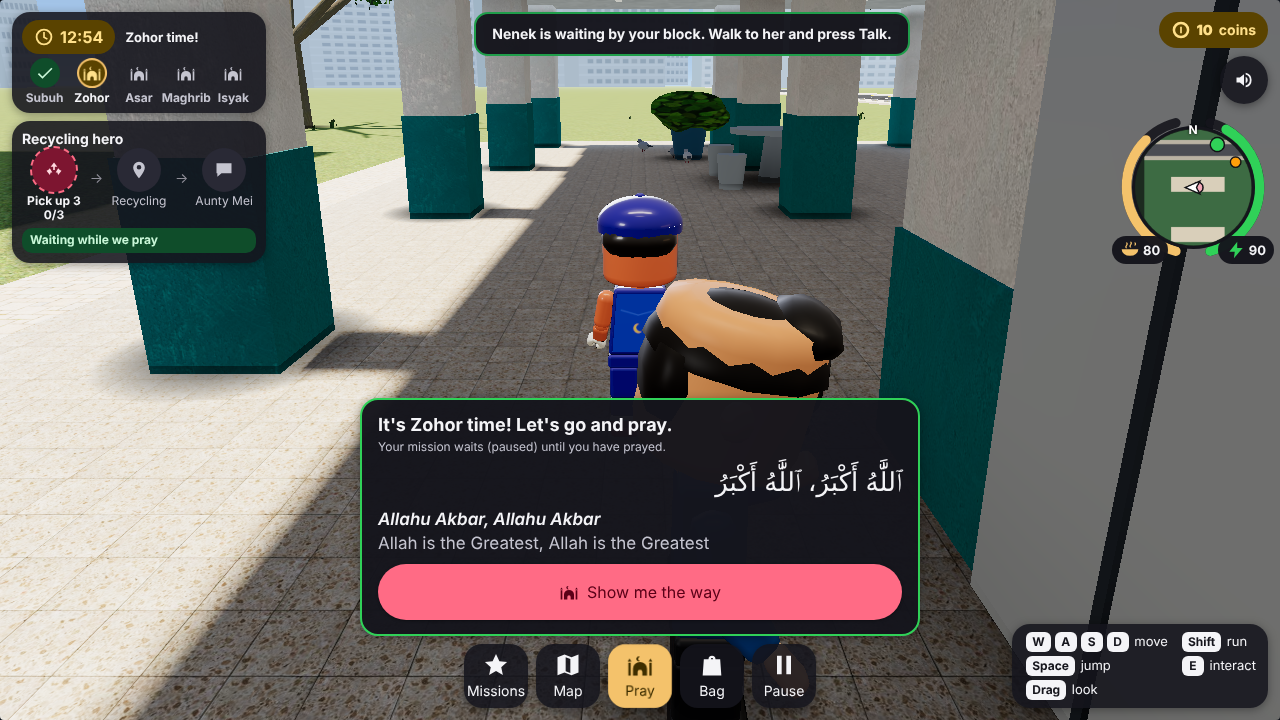 12:54 Zohor time!
Subuh Zohor Asar Maghrib Isyak
Recycling hero
Pick up 3 Recycling Aunty Mei
0/3
Waiting while we pray
Nenek is waiting by your block. Walk to her and press Talk.
10 coins
N
80 90
It's Zohor time! Let's go and pray.
Your mission waits (paused) until you have prayed.
ٱللَّهُ أَكْبَرُ، ٱللَّهُ أَكْبَرُ
Allahu Akbar, Allahu Akbar
Allah is the Greatest, Allah is the Greatest
Show me the way
Missions Map Pray Bag Pause
W A S D move Shift run
Space jump E interact
Drag look